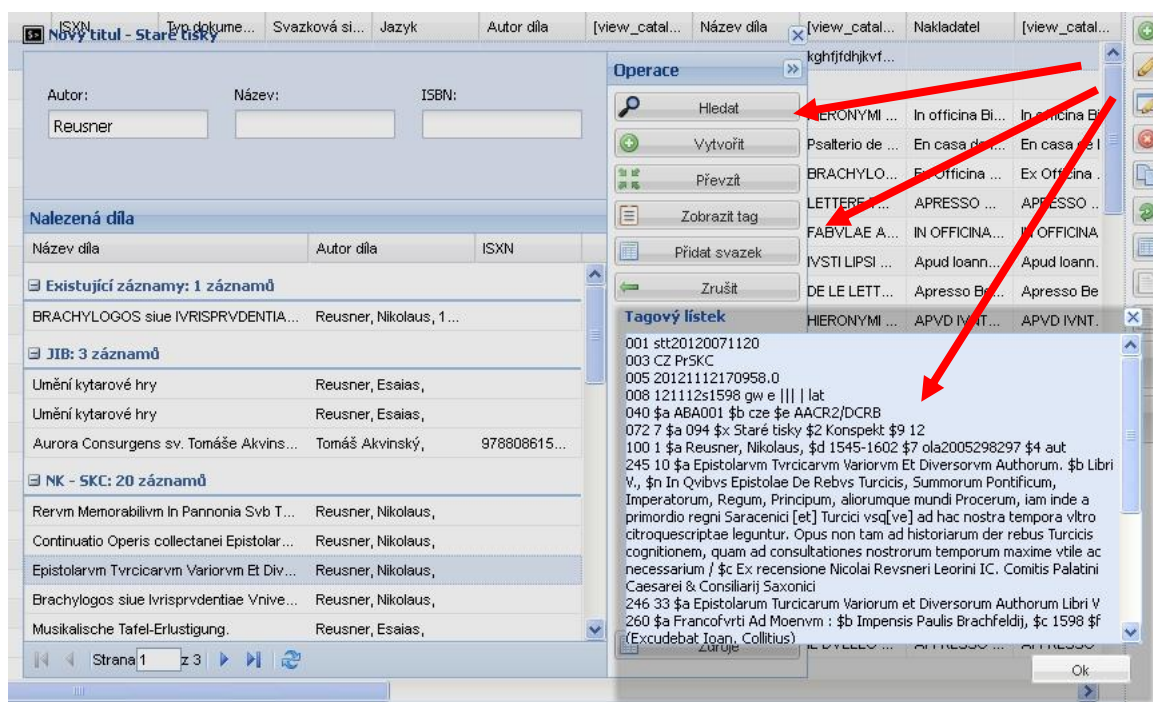 ISXN Typ dokume... Svazková si... Jazyk Autor díla [view_catal... Název díla [view_catal... Nakladatel [view_catal...
Nový titul - Staré tisky
kghfjfdhjkvf...
Operace
Autor: Název: ISBN:
Reusner
Hledat
HIERONYMI ... In officina Bi... In officina Bi
Vytvořit
Psalterio de ... En casa de l... En casa de l
Převzít
BRACHYLO... Ex Officina ... Ex Officina .
Zobrazit tag
LETTERE ... APRESSO ... APRESSO ..
Nalezená díla
FABVLAE A... IN OFFICINA... IN OFFICINA
Název díla Autor díla ISXN
Přidat svazek
IVSTI LIPSI ... Apud Ioann... Apud Ioann.
Existující záznamy: 1 záznamů
Zrušit
DE LE LETT... Apresso Be... Apresso Be
BRACHYLOGOS siue IVRISPRVDENTIA... Reusner, Nikolaus, 1...
HIERONYMI ... APVD IVNT... APVD IVNT.
JIB: 3 záznamů
Umění kytarové hry Reusner, Esaias,
Umění kytarové hry Reusner, Esaias,
Aurora Consurgens sv. Tomáše Akvins... Tomáš Akvinský, 978808615...
NK - SKC: 20 záznamů
Rervm Memorabilivm In Pannonia Svb T... Reusner, Nikolaus,
Continuatio Operis collectanei Epistolar... Reusner, Nikolaus,
Epistolarvm Tvrcicarvm Variorvm Et Div... Reusner, Nikolaus,
Brachylogos siue Ivrisprvdentiae Vnive... Reusner, Nikolaus,
Musikalische Tafel-Erlustigung. Reusner, Esaias,
Strana 1 z 3
Tagový lístek
001 stt20120071120
003 CZ PrSKC
005 20121112170958.0
008 121112s1598 gw e ||| | lat
040 $a ABA001 $b cze $e AACR2/DCRB
072 7 $a 094 $x Staré tisky $2 Konspekt $9 12
100 1 $a Reusner, Nikolaus, $d 1545-1602 $7 ola2005298297 $4 aut
245 10 $a Epistolarvm Tvrcicarvm Variorvm Et Diversorvm Authorum. $b Libri
V., $n In Qvibvs Epistolae De Rebvs Turcicis, Summorum Pontificum,
Imperatorum, Regum, Principum, aliorumque mundi Procerum, iam inde a
primordio regni Saracenici [et] Turcici vsq[ve] ad hac nostra tempora vltro
citroquescriptae leguntur. Opus non tam ad historiarum der rebus Turcicis
cognitionem, quam ad consultationes nostrorum temporum maxime vtile ac
necessarium / $c Ex recensione Nicolai Revsneri Leorini IC. Comitis Palatini
Caesarei & Consiliarij Saxonici
246 33 $a Epistolarum Turcicarum Variorum et Diversorum Authorum Libri V
260 $a Francofvrti Ad Moenvm : $b Impensis Paulis Brachfeldij, $c 1598 $f
(Excudebat Ioan. Collitius)
Zdroje
Ok